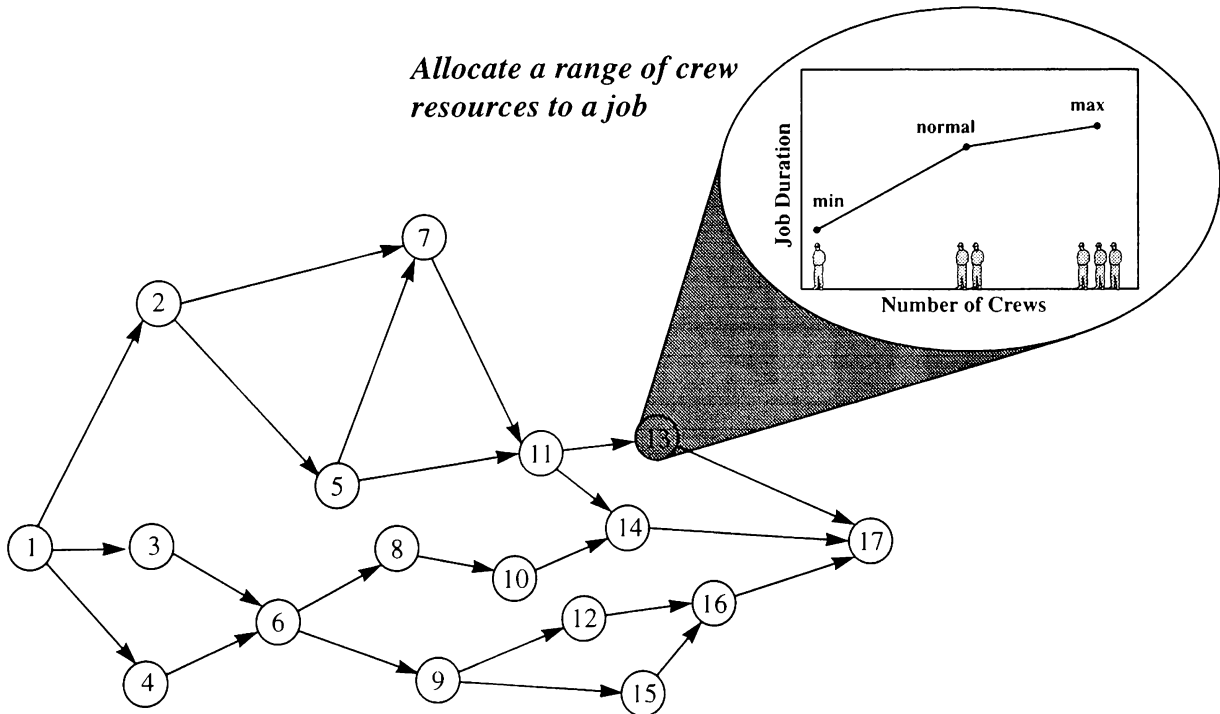 Allocate a range of crew
resources to a job
Job Duration
max
normal
min
Number of Crews
7
2
13
11
5
14
1
3
8
17
10
6
12
16
4
9
15